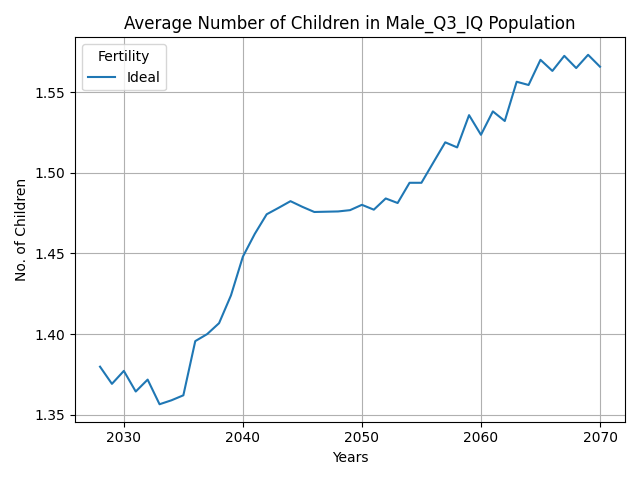 Average Number of Children in Male_Q3_IQ Population
Fertility
Ideal
No. of Children
1.55
1.50
1.45
1.40
1.35
2030 2040 2050 2060 2070
Years